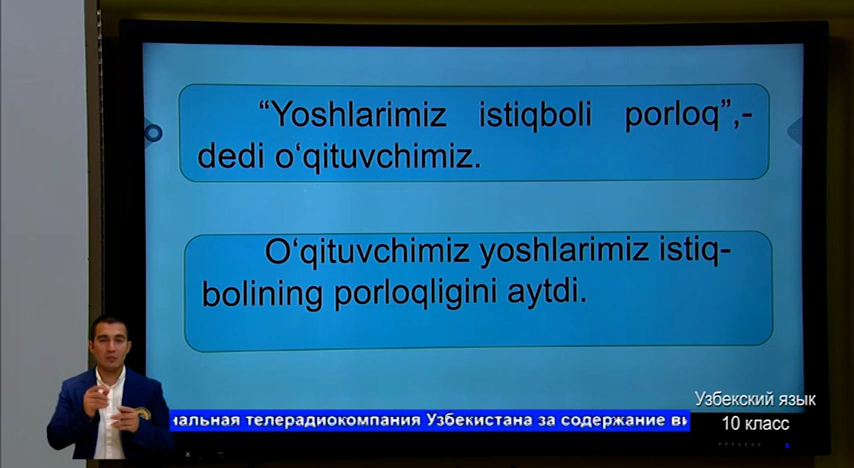 “Yoshlarimiz istiqboli porloq”,-
dedi o‘qituvchimiz.
O‘qituvchimiz yoshlarimiz istiq-
bolining porloqligini aytdi.
Узбекский язык
10 класс
телерадиокомпания Узбекистана за содержание